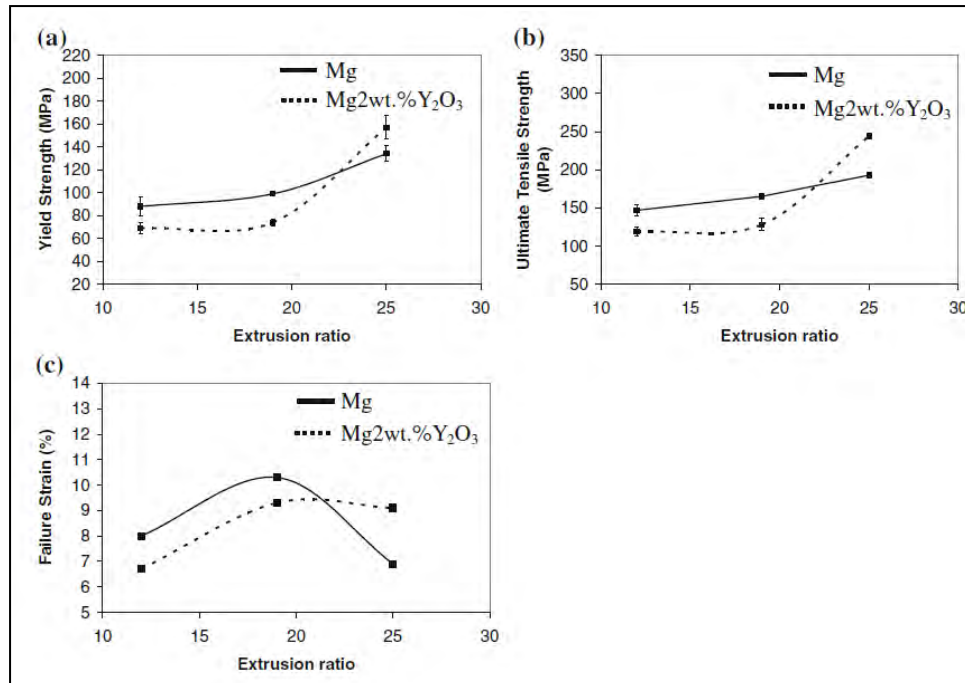 (a)
220
200
180
160
140
120
100
80
60
40
20
Yield Strength (MPa)
Mg
Mg2wt.%Y₂O₃
10 15 20 25 30
Extrusion ratio
(b)
350
300
250
200
150
100
50
Ultimate Tensile Strength
(MPa)
Mg
Mg2wt.%Y₂O₃
10 15 20 25 30
Extrusion ratio
(c)
14
13
12
11
10
9
8
7
6
5
Failure Strain (%)
Mg
Mg2wt.%Y₂O₃
10 15 20 25 30
Extrusion ratio